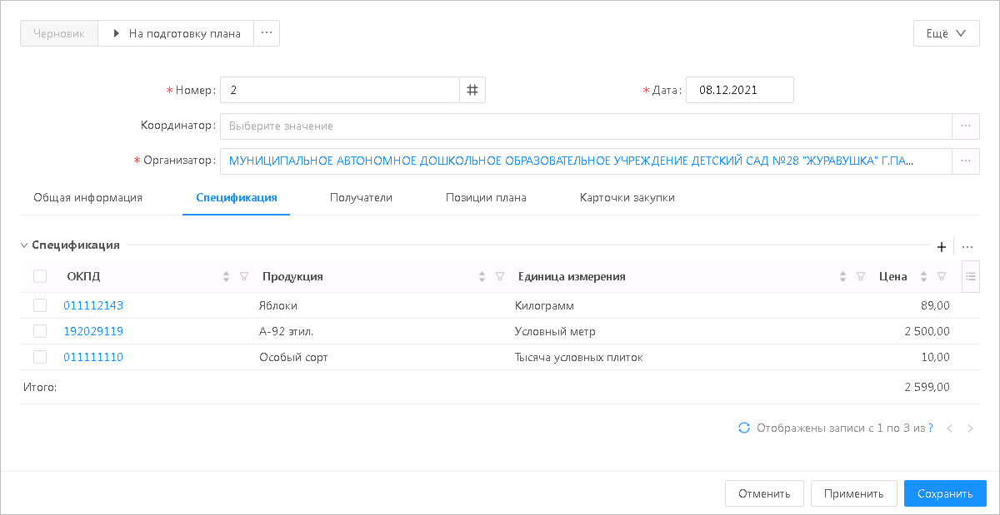 Черновик На подготовку плана ... Ещё
* Номер: 2 # * Дата: 08.12.2021
Координатор: Выберите значение ...
* Организатор: МУНИЦИПАЛЬНОЕ АВТОНОМНОЕ ДОШКОЛЬНОЕ ОБРАЗОВАТЕЛЬНОЕ УЧРЕЖДЕНИЕ ДЕТСКИЙ САД №28 "ЖУРАВУШКА" Г.ПА... ...
Общая информация Спецификация Получатели Позиции плана Карточки закупки
Спецификация + ...
ОКПД Продукция Единица измерения Цена
011112143 Яблоки Килограмм 89,00
192029119 А-92 этил. Условный метр 2 500,00
011111110 Особый сорт Тысяча условных плиток 10,00
Итого: 2 599,00
Отображены записи с 1 по 3 из ? < >
Отменить Применить Сохранить